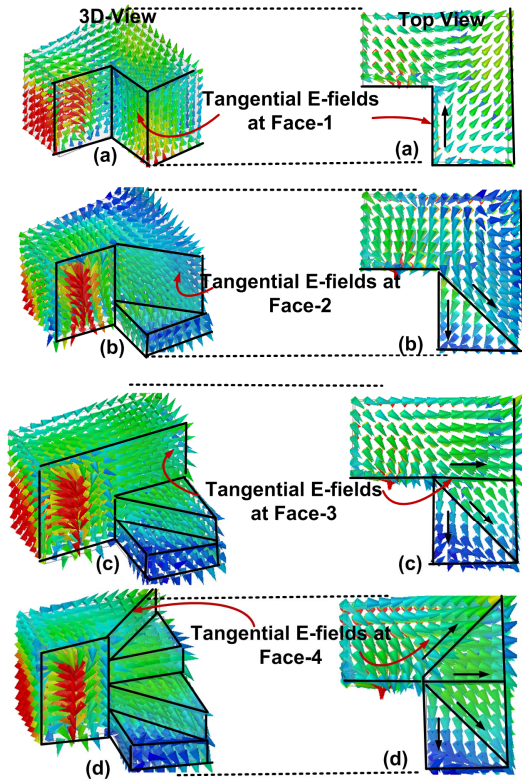 3D-View
Top View
Tangential E-fields
at Face-1
(a)
(a)
Tangential E-fields at
Face-2
(b)
(b)
Tangential E-fields
at Face-3
(c)
(c)
Tangential E-fields at
Face-4
(d)
(d)